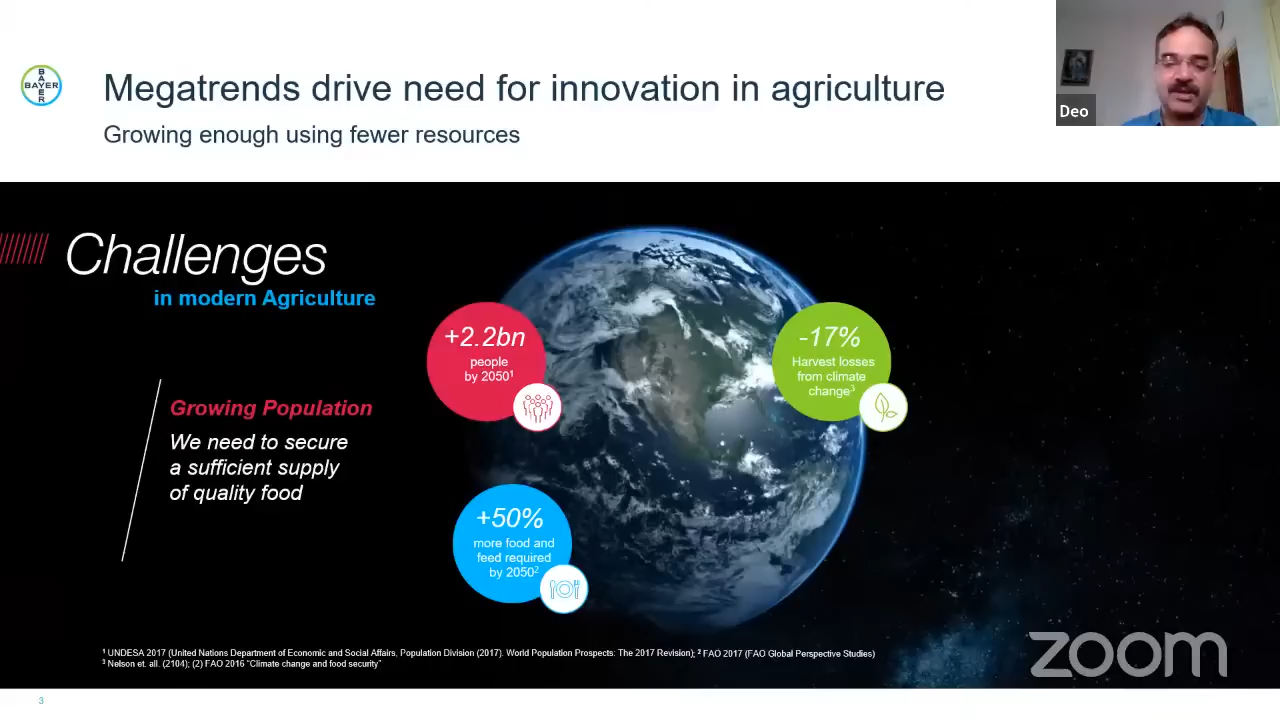 BAYER
BAYER
Megatrends drive need for innovation in agriculture
Growing enough using fewer resources
Deo
Challenges
in modern Agriculture
+2.2bn
people
by 2050¹
-17%
Harvest losses
from climate
change³
Growing Population
We need to secure
a sufficient supply
of quality food
+50%
more food and
feed required
by 2050²
¹ UNDESA 2017 (United Nations Department of Economic and Social Affairs, Population Division (2017). World Population Prospects: The 2017 Revision); ² FAO 2017 (FAO Global Perspective Studies)
³ Nelson et. all. (2104); (2) FAO 2016 “Climate change and food security”
zoom
3